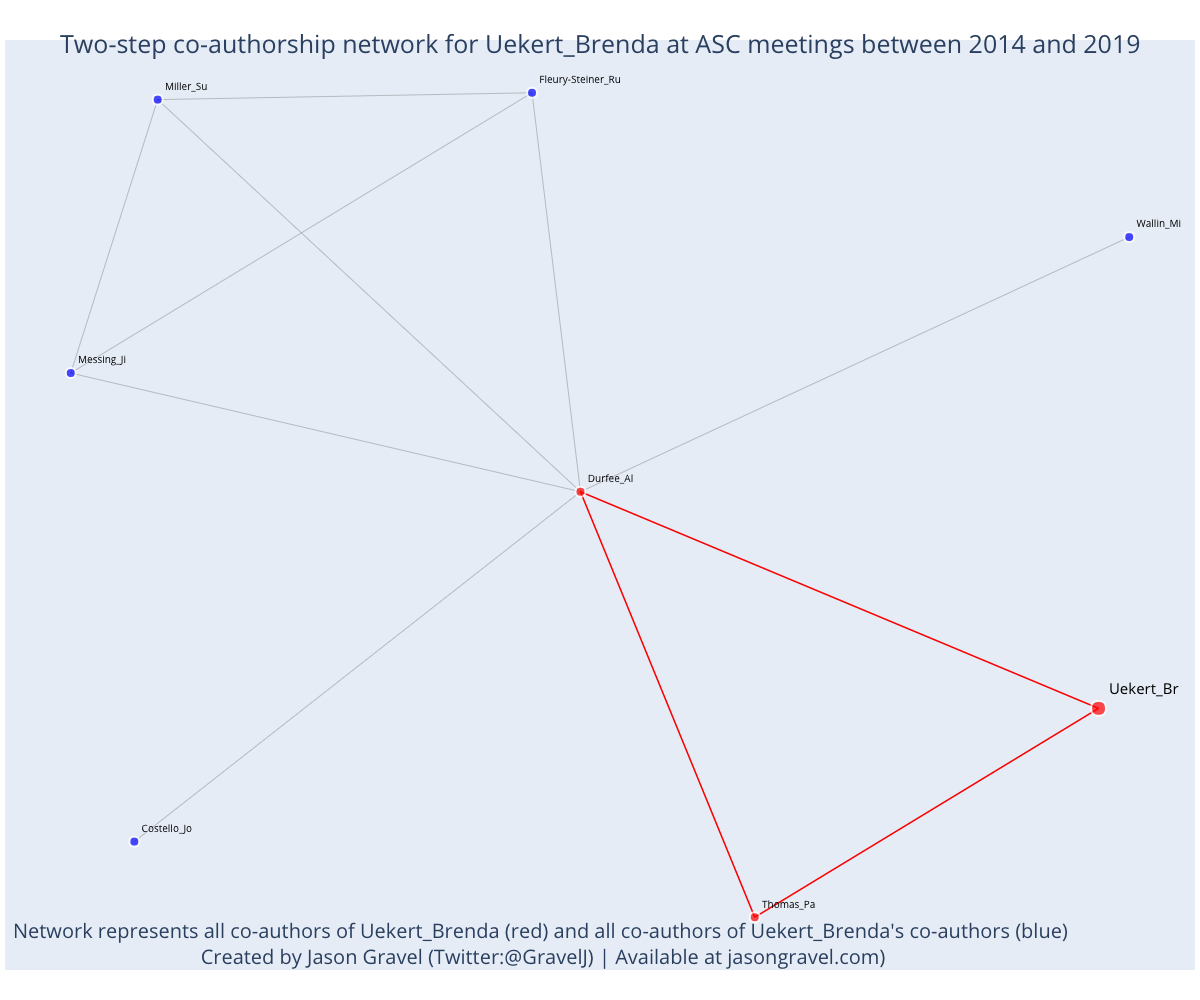 Two-step co-authorship network for Uekert_Brenda at ASC meetings between 2014 and 2019
Fleury-Steiner_Ru
Miller_Su
Wallin_Mi
Messing_Ji
Durfee_Al
Uekert_Br
Costello_Jo
Thomas_Pa
Network represents all co-authors of Uekert_Brenda (red) and all co-authors of Uekert_Brenda's co-authors (blue)
Created by Jason Gravel (Twitter:@GravelJ) | Available at jasongravel.com)